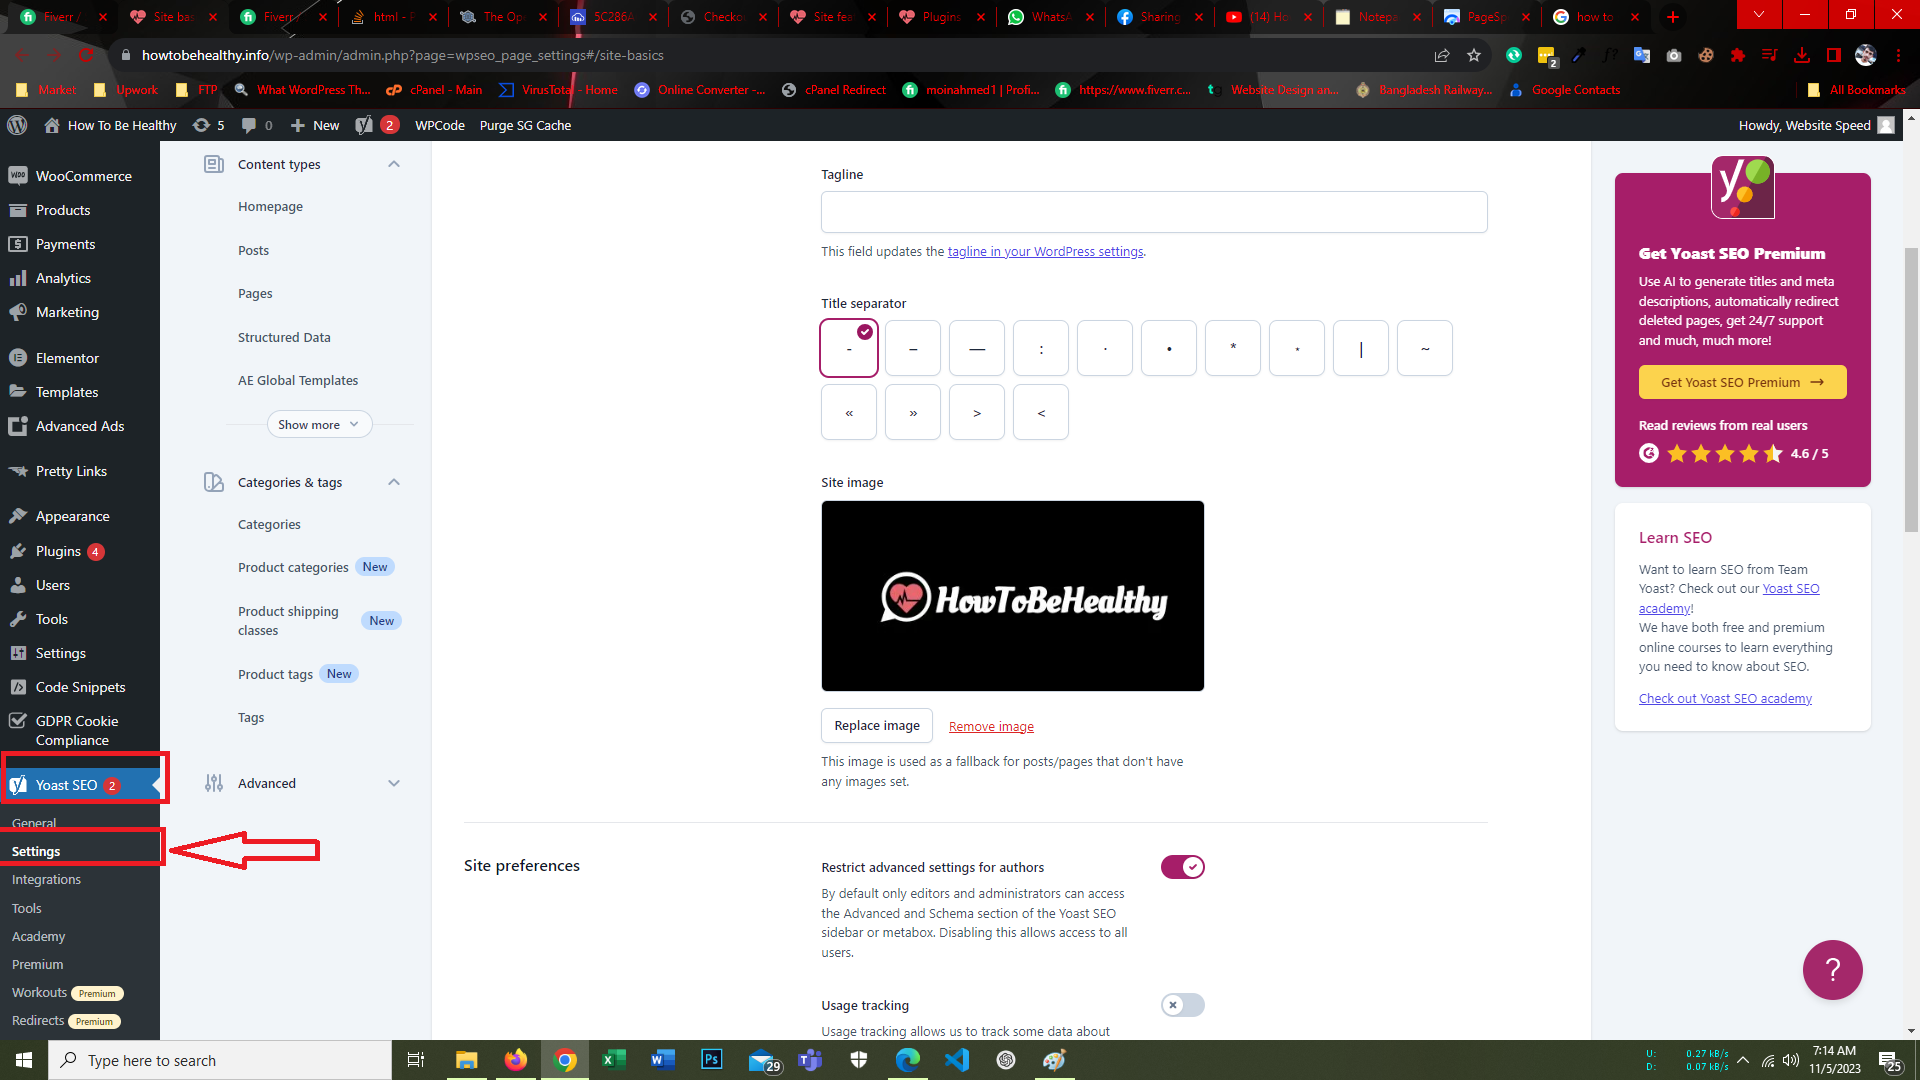 Fiverr /
Site bas
Fiverr /
html - P
The Op
5C286A
Checko
Site fea
Plugins
WhatsA
Sharing
(14) Ho
Notepa
PageSp
how to
howtobehealthy.info/wp-admin/admin.php?page=wpseo_page_settings#/site-basics
2
Market
Upwork
FTP
What WordPress Th...
cPanel - Main
VirusTotal - Home
Online Converter -...
cPanel Redirect
moinahmed1 | Profi...
https://www.fiverr.c...
Website Design an...
Bangladesh Railway...
Google Contacts
All Bookmarks
How To Be Healthy
5
0
New
2
WPCode
Purge SG Cache
Howdy, Website Speed
WooCommerce
Products
Payments
Analytics
Marketing
Elementor
Templates
Advanced Ads
Pretty Links
Appearance
Plugins 4
Users
Tools
Settings
Code Snippets
GDPR Cookie
Compliance
Yoast SEO 2
General
Settings
Integrations
Tools
Academy
Premium
Workouts Premium
Redirects Premium
Content types
Homepage
Posts
Pages
Structured Data
AE Global Templates
Show more
Categories & tags
Categories
Product categories New
Product shipping
classes New
Product tags New
Tags
Advanced
Tagline
This field updates the tagline in your WordPress settings.
Title separator
- – — : · • * ⋆ | ~
« » > <
Site image
HowToBeHealthy
Replace image
Remove image
This image is used as a fallback for posts/pages that don't have
any images set.
Site preferences
Restrict advanced settings for authors
By default only editors and administrators can access
the Advanced and Schema section of the Yoast SEO
sidebar or metabox. Disabling this allows access to all
users.
Usage tracking
Usage tracking allows us to track some data about
Get Yoast SEO Premium
Use AI to generate titles and meta
descriptions, automatically redirect
deleted pages, get 24/7 support
and much, much more!
Get Yoast SEO Premium →
Read reviews from real users
4.6 / 5
Learn SEO
Want to learn SEO from Team
Yoast? Check out our Yoast SEO
academy!
We have both free and premium
online courses to learn everything
you need to know about SEO.
Check out Yoast SEO academy
?
Type here to search
29
U: 0.27 kB/s
D: 0.07 kB/s
7:14 AM
11/5/2023
25